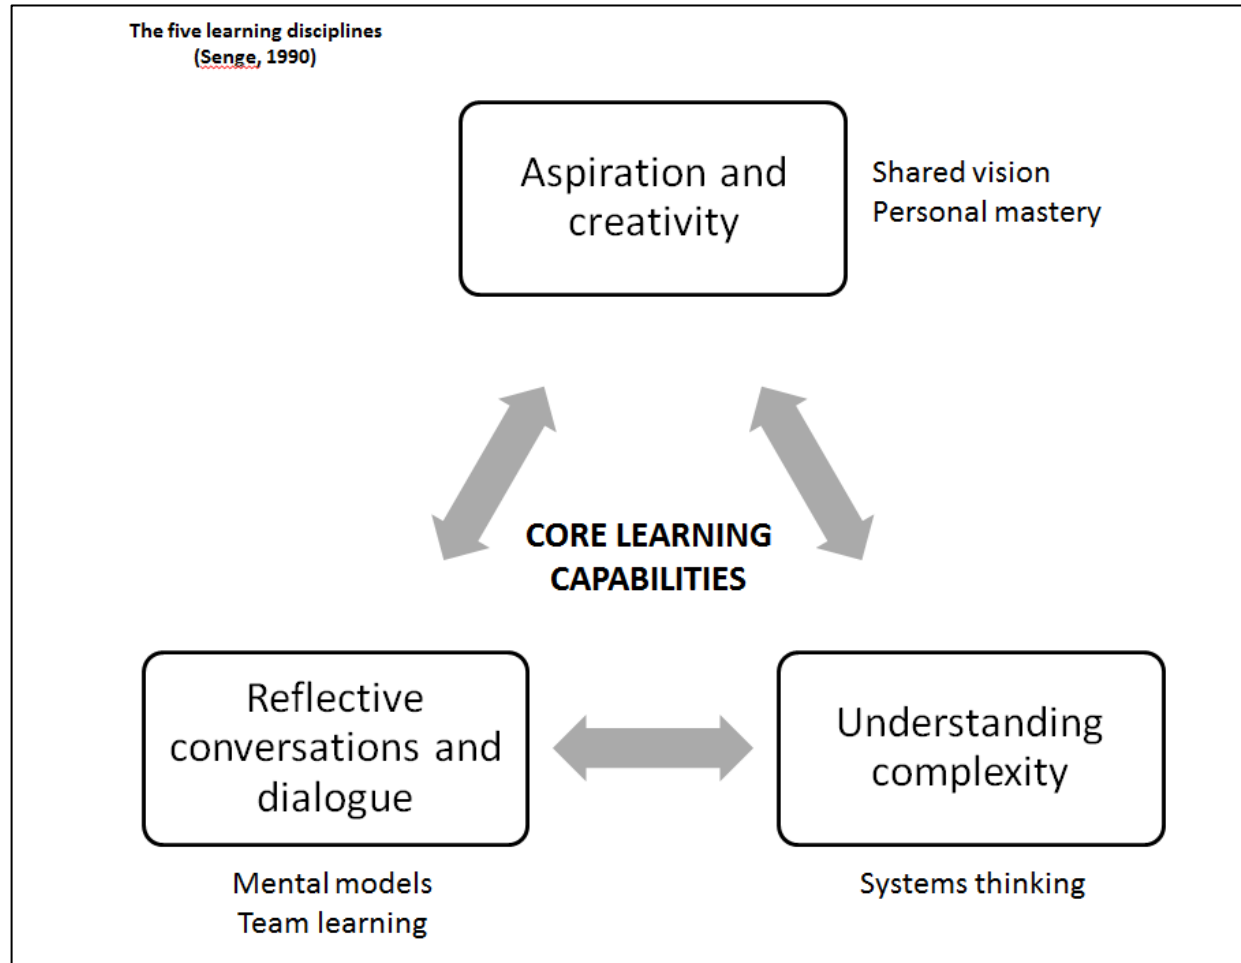 The five learning disciplines
(Senge, 1990)
Aspiration and
creativity
Shared vision
Personal mastery
CORE LEARNING
CAPABILITIES
Reflective
conversations and
dialogue
Understanding
complexity
Mental models
Team learning
Systems thinking